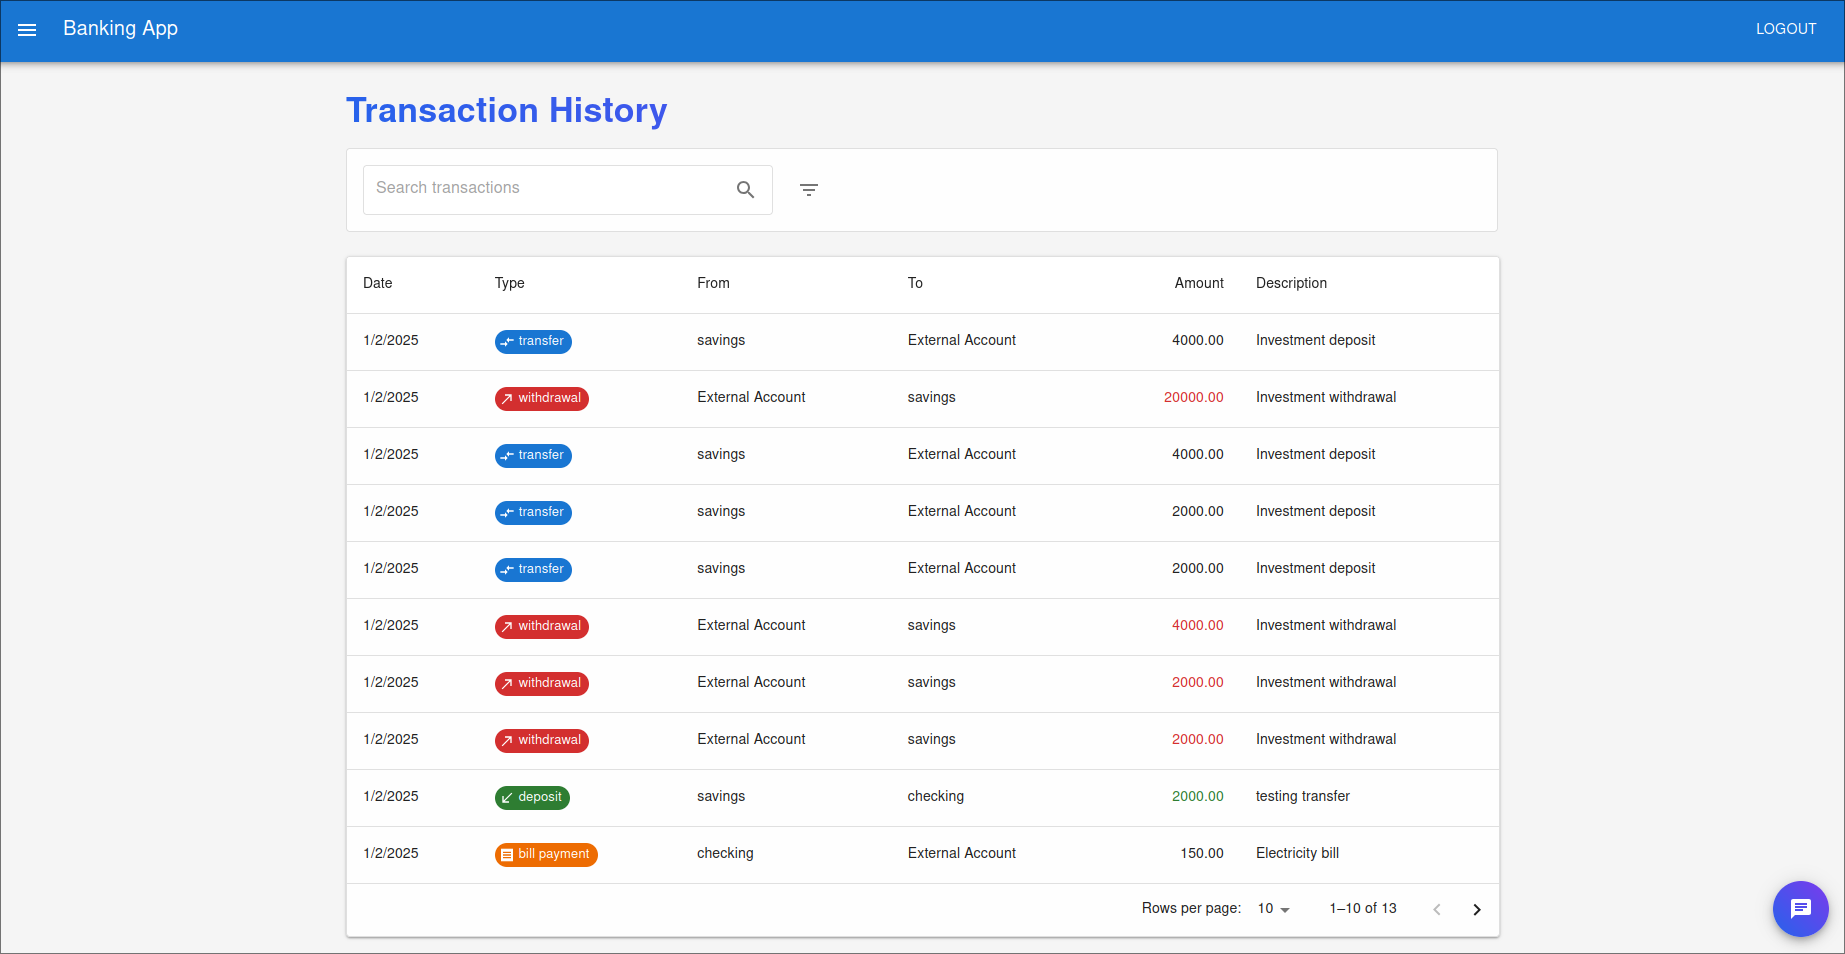 Banking App LOGOUT
Transaction History
Search transactions
Date Type From To Amount Description
1/2/2025 transfer savings External Account 4000.00 Investment deposit
1/2/2025 withdrawal External Account savings 20000.00 Investment withdrawal
1/2/2025 transfer savings External Account 4000.00 Investment deposit
1/2/2025 transfer savings External Account 2000.00 Investment deposit
1/2/2025 transfer savings External Account 2000.00 Investment deposit
1/2/2025 withdrawal External Account savings 4000.00 Investment withdrawal
1/2/2025 withdrawal External Account savings 2000.00 Investment withdrawal
1/2/2025 withdrawal External Account savings 2000.00 Investment withdrawal
1/2/2025 deposit savings checking 2000.00 testing transfer
1/2/2025 bill payment checking External Account 150.00 Electricity bill
Rows per page: 10 1–10 of 13